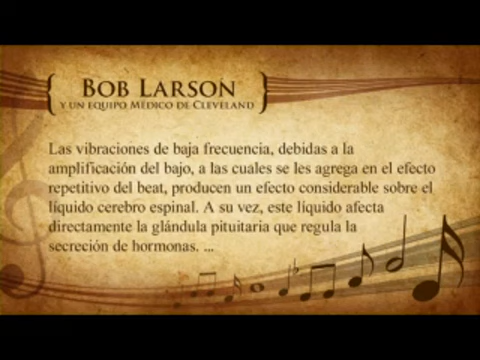 BOB LARSON
Y UN EQUIPO MÉDICO DE CLEVELAND
Las vibraciones de baja frecuencia, debidas a la
amplificación del bajo, a las cuales se les agrega en el efecto
repetitivo del beat, producen un efecto considerable sobre el
líquido cerebro espinal. A su vez, este líquido afecta
directamente la glándula pituitaria que regula la
secreción de hormonas. ...